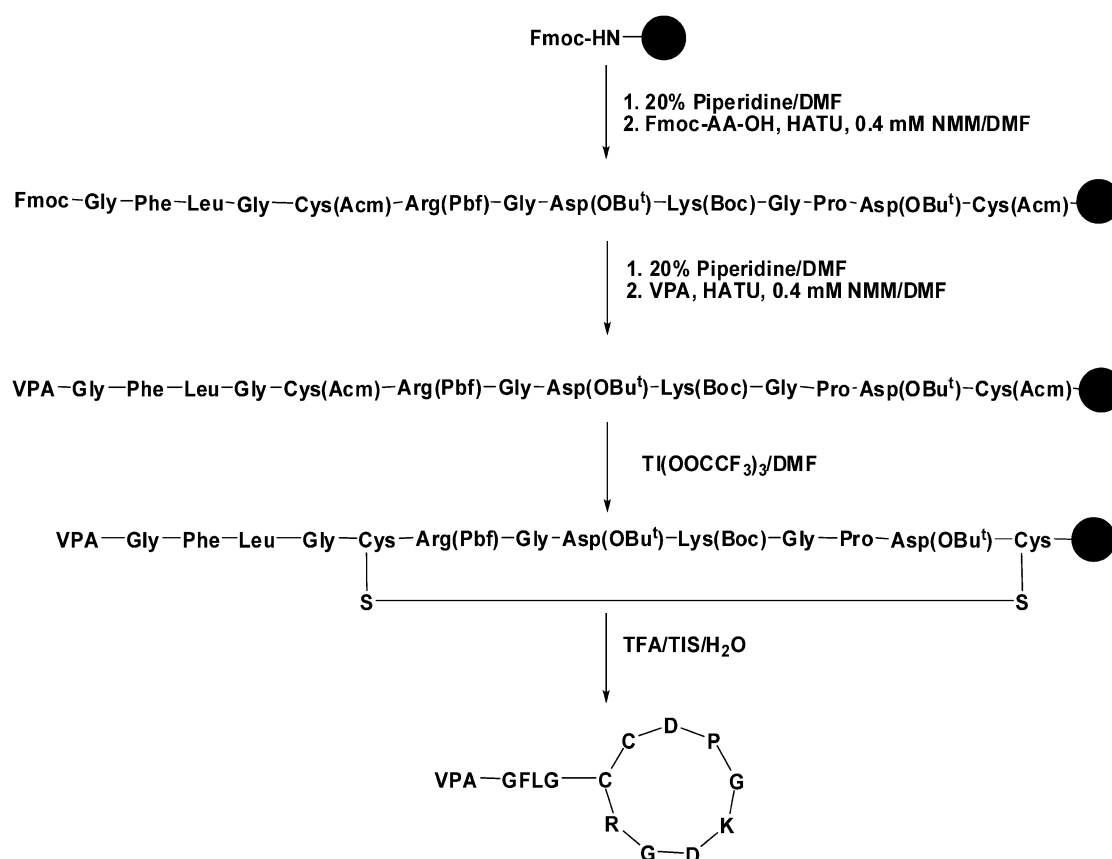 Fmoc-HN
1. 20% Piperidine/DMF
2. Fmoc-AA-OH, HATU, 0.4 mM NMM/DMF
Fmoc-Gly-Phe-Leu-Gly-Cys(Acm)-Arg(Pbf)-Gly-Asp(OBuᵗ)-Lys(Boc)-Gly-Pro-Asp(OBuᵗ)-Cys(Acm)
1. 20% Piperidine/DMF
2. VPA, HATU, 0.4 mM NMM/DMF
VPA-Gly-Phe-Leu-Gly-Cys(Acm)-Arg(Pbf)-Gly-Asp(OBuᵗ)-Lys(Boc)-Gly-Pro-Asp(OBuᵗ)-Cys(Acm)
Tl(OOCCF₃)₃/DMF
VPA-Gly-Phe-Leu-Gly-Cys-Arg(Pbf)-Gly-Asp(OBuᵗ)-Lys(Boc)-Gly-Pro-Asp(OBuᵗ)-Cys
S S
TFA/TIS/H₂O
C D P
VPA-GFLG-C G
R K
G D